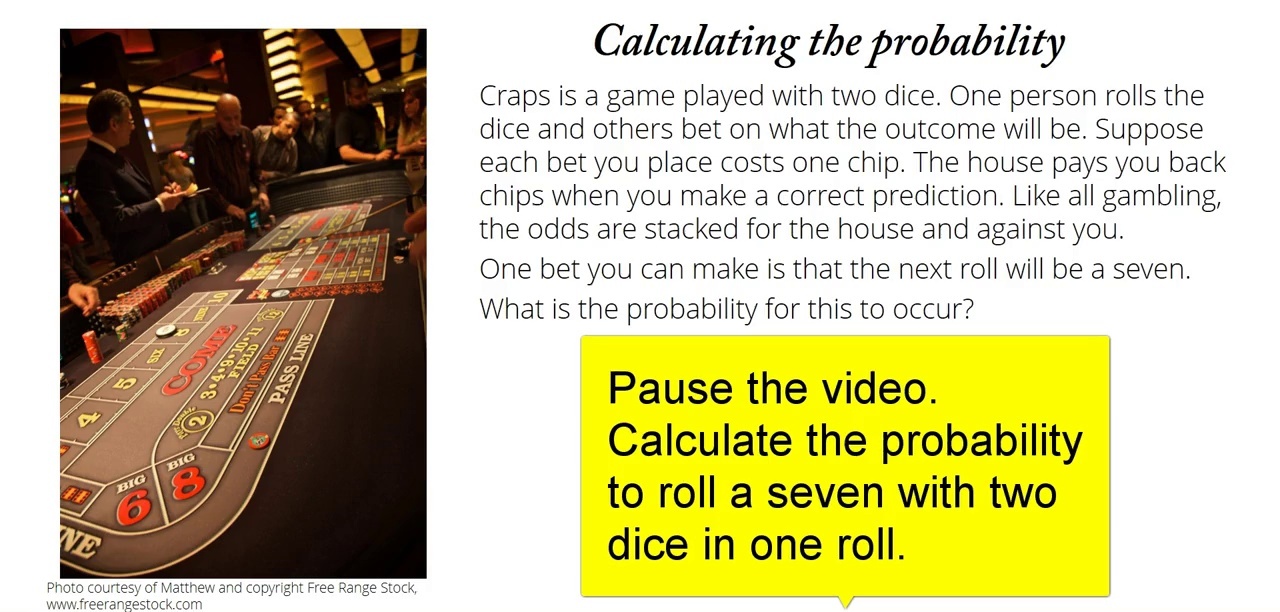 Calculating the probability
Craps is a game played with two dice. One person rolls the
dice and others bet on what the outcome will be. Suppose
each bet you place costs one chip. The house pays you back
chips when you make a correct prediction. Like all gambling,
the odds are stacked for the house and against you.
One bet you can make is that the next roll will be a seven.
What is the probability for this to occur?
Pause the video.
Calculate the probability
to roll a seven with two
dice in one roll.
10
NINE
8
SIX
5
4
COME
3•4•9•10•11
FIELD
2
Don't Pass Bar
PASS LINE
BIG
6
BIG
8
NE
Photo courtesy of Matthew and copyright Free Range Stock,
www.freerangestock.com